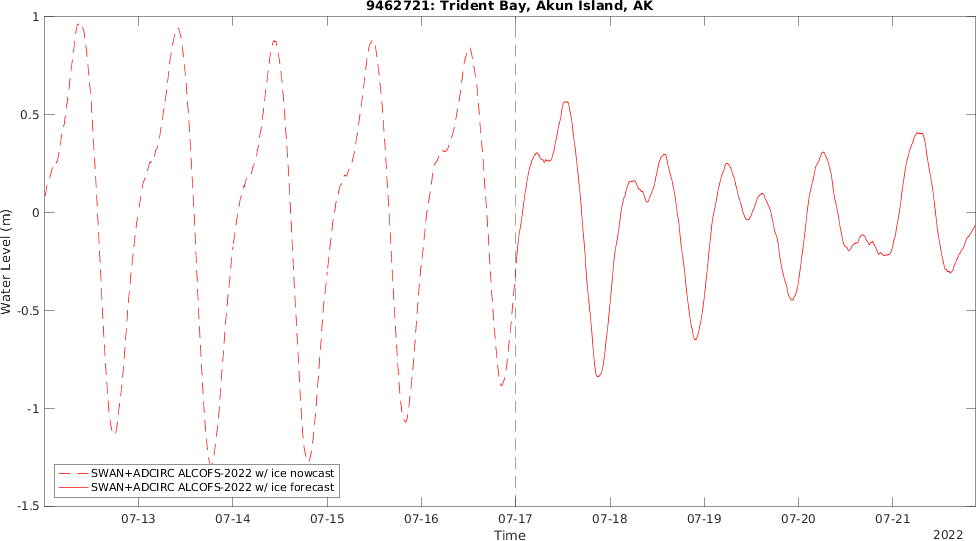 9462721: Trident Bay, Akun Island, AK
1
0.5
0
-0.5
-1
-1.5
Water Level (m)
SWAN+ADCIRC ALCOFS-2022 w/ ice nowcast
SWAN+ADCIRC ALCOFS-2022 w/ ice forecast
07-13 07-14 07-15 07-16 07-17 07-18 07-19 07-20 07-21
Time
2022